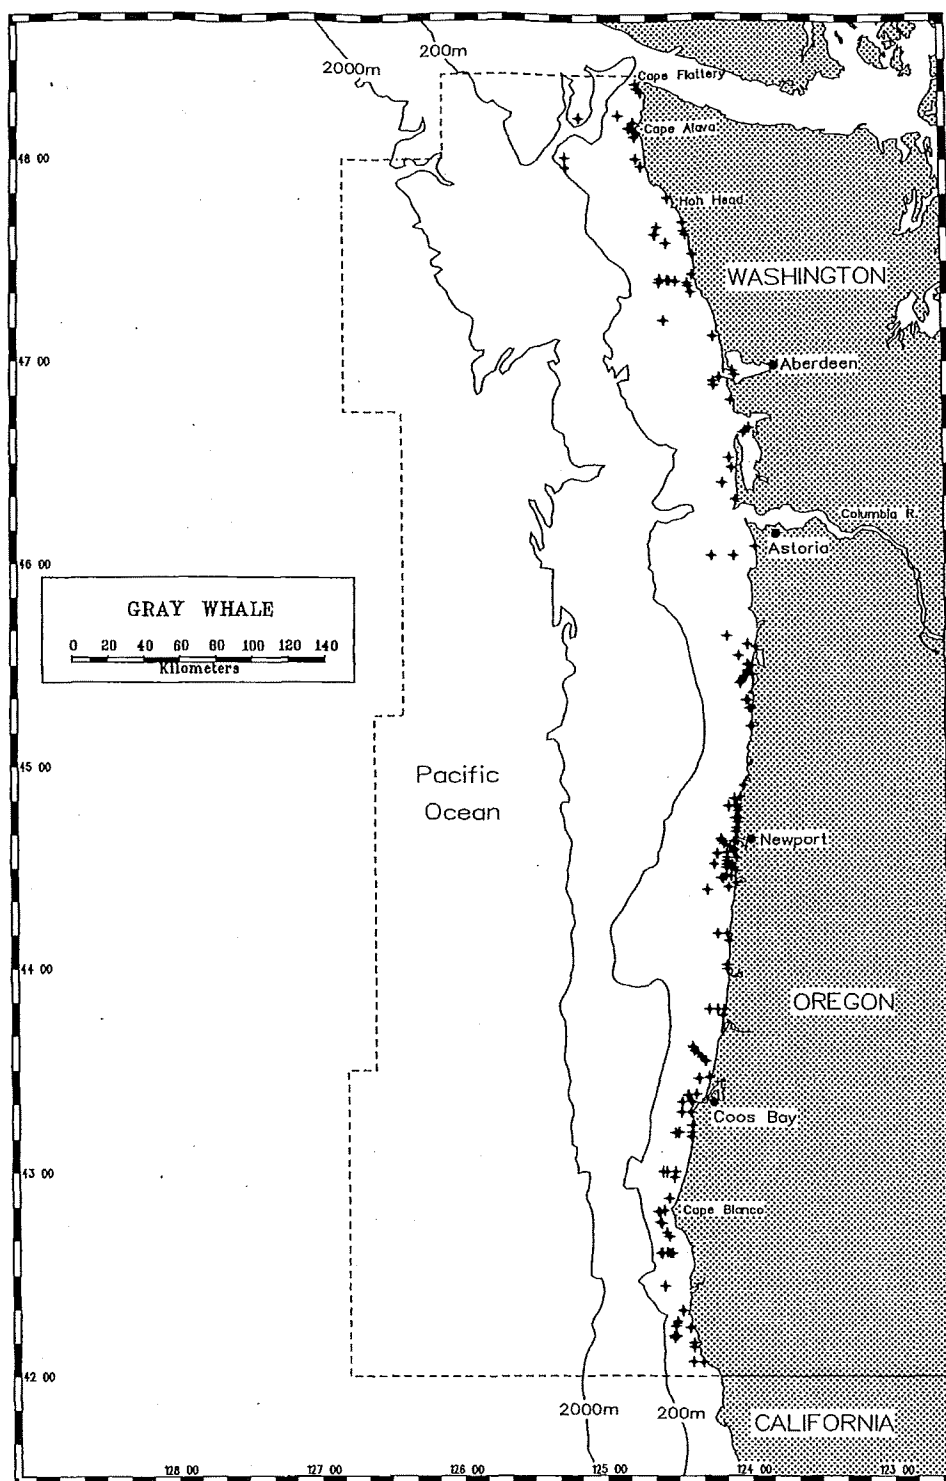 200m
2000m
Cape Flattery
Cape Alava
48 00
Hoh Head
WASHINGTON
47 00
Aberdeen
Columbia R.
Astoria
46 00
GRAY WHALE
0 20 40 60 80 100 120 140
Kilometers
45 00
Pacific
Ocean
Newport
44 00
OREGON
Coos Bay
43 00
Cape Blanco
42 00
2000m
200m
CALIFORNIA
128 00 127 00 126 00 125 00 124 00 123 00